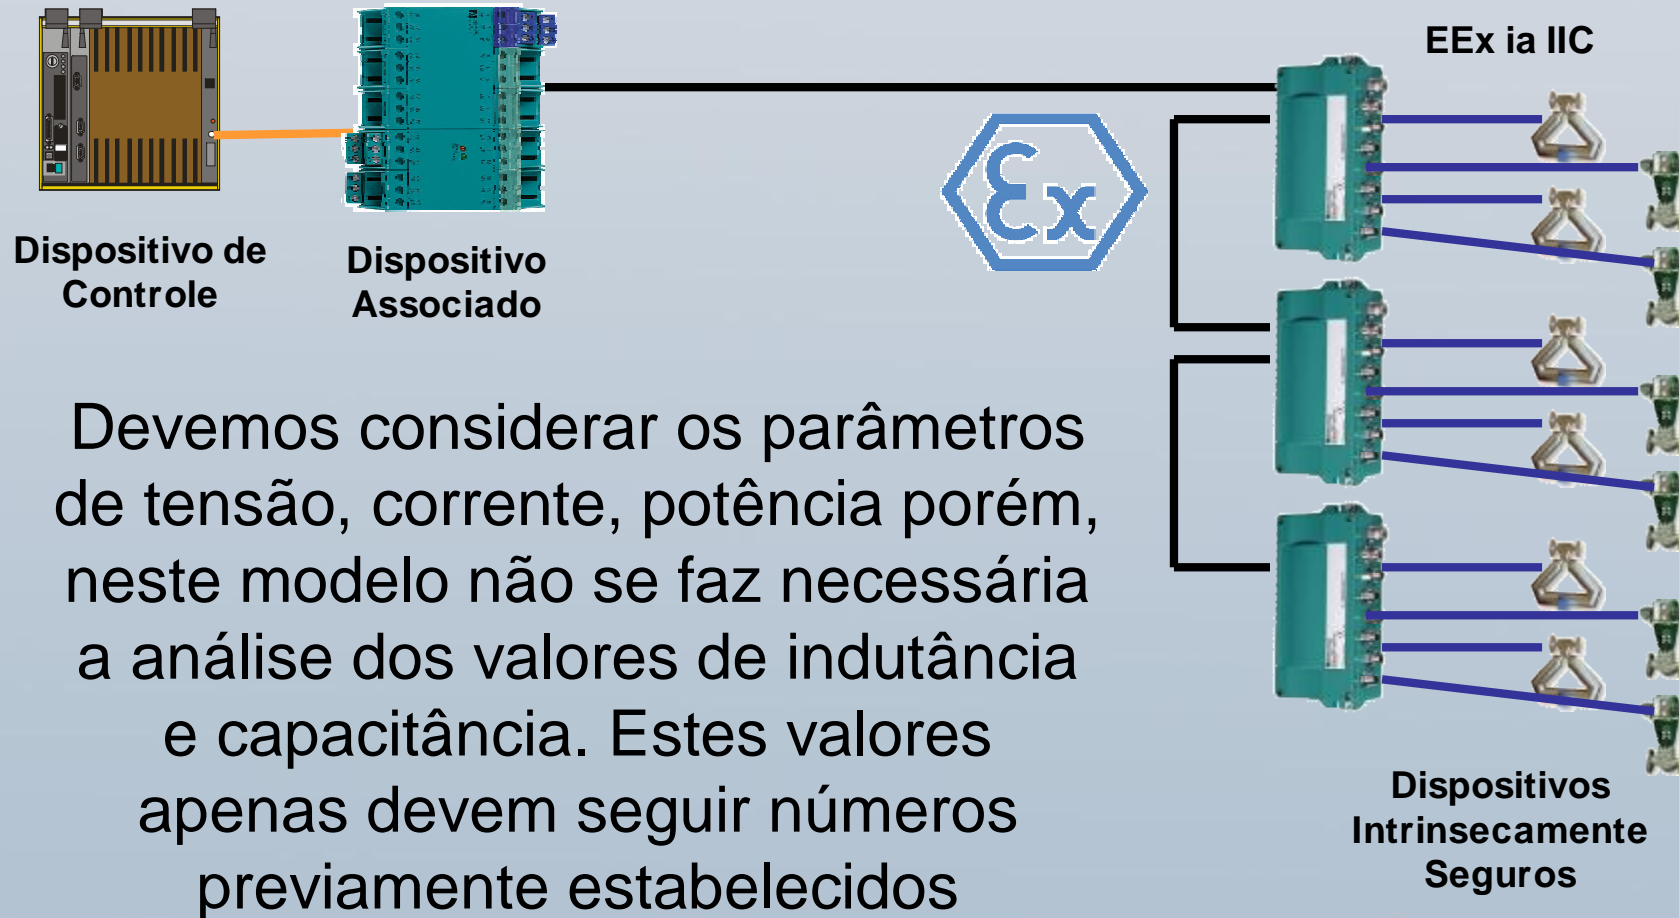 EEx ia IIC
Ex
Dispositivo de
Controle
Dispositivo
Associado
Devemos considerar os parâmetros
de tensão, corrente, potência porém,
neste modelo não se faz necessária
a análise dos valores de indutância
e capacitância. Estes valores
apenas devem seguir números
previamente estabelecidos
Dispositivos
Intrinsecamente
Seguros